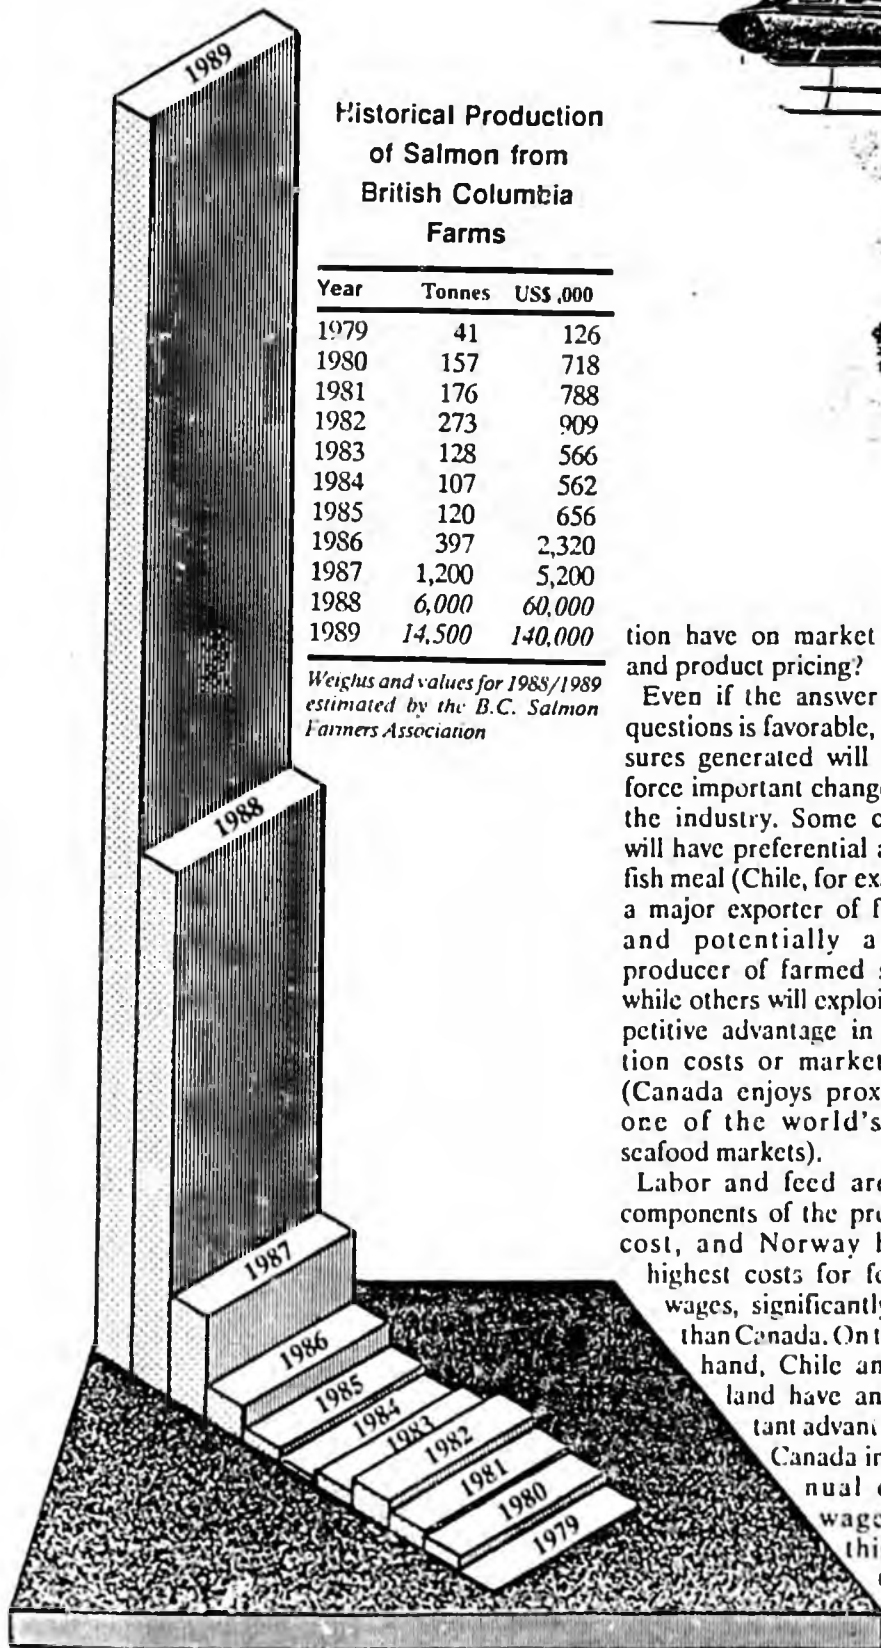 1989
Historical Production
of Salmon from
British Columbia
Farms
Year Tonnes US$ ,000
1979 41 126
1980 157 718
1981 176 788
1982 273 909
1983 128 566
1984 107 562
1985 120 656
1986 397 2,320
1987 1,200 5,200
1988 6,000 60,000
1989 14,500 140,000
Weights and values for 1988/1989
estimated by the B.C. Salmon
Farmers Association
1988
1987
1986
1985
1984
1983
1982
1981
1980
1979
tion have on market
and product pricing?
Even if the answer
questions is favorable,
sures generated will
force important change
the industry. Some c
will have preferential a
fish meal (Chile, for ex
a major exporter of f
and potentially a
producer of farmed s
while others will exploi
petitive advantage in
tion costs or market
(Canada enjoys prox
one of the world's
seafood markets).
Labor and feed are
components of the pr
cost, and Norway h
highest costs for fe
wages, significantly
than Canada. On t
hand, Chile an
land have an
tant advant
Canada in
nual
wage
thi